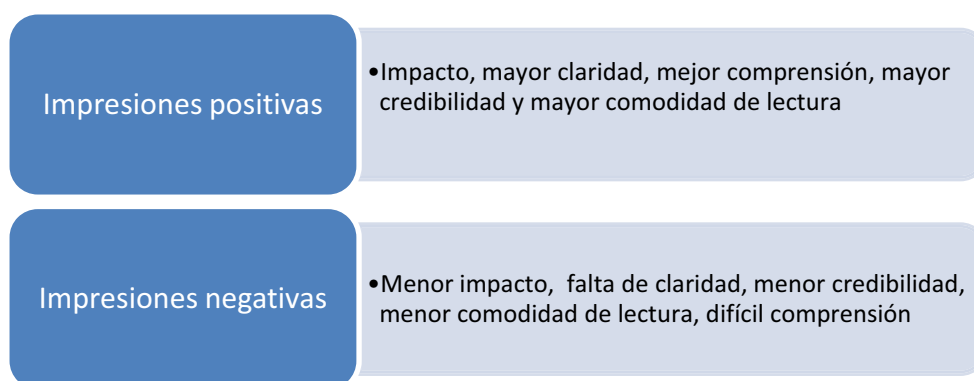 Impresiones positivas
•Impacto, mayor claridad, mejor comprensión, mayor
credibilidad y mayor comodidad de lectura
Impresiones negativas
•Menor impacto,  falta de claridad, menor credibilidad,
menor comodidad de lectura, difícil comprensión